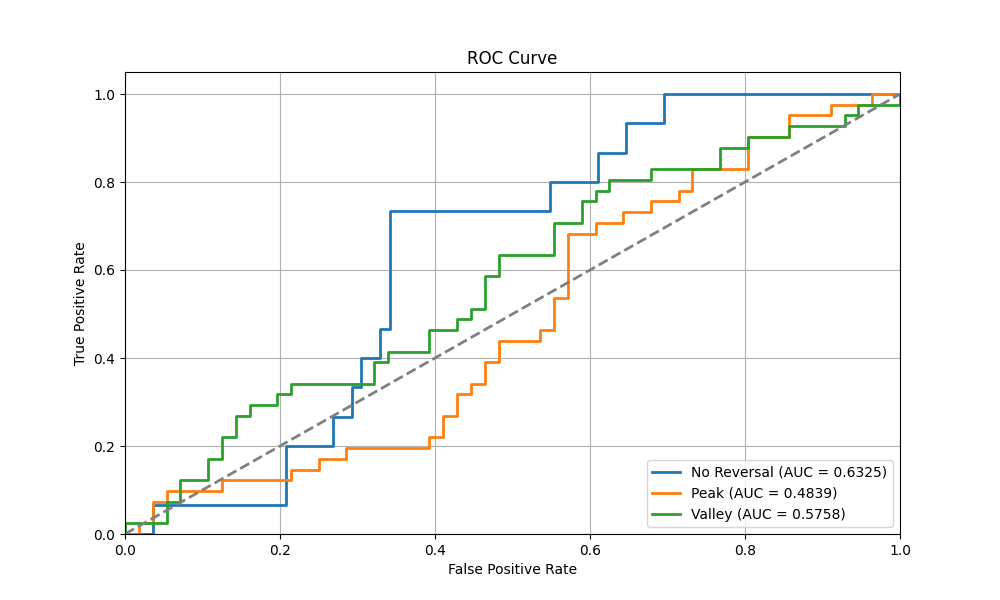 ROC Curve
True Positive Rate
1.0
0.8
0.6
0.4
0.2
0.0
0.0 0.2 0.4 0.6 0.8 1.0
False Positive Rate
No Reversal (AUC = 0.6325)
Peak (AUC = 0.4839)
Valley (AUC = 0.5758)